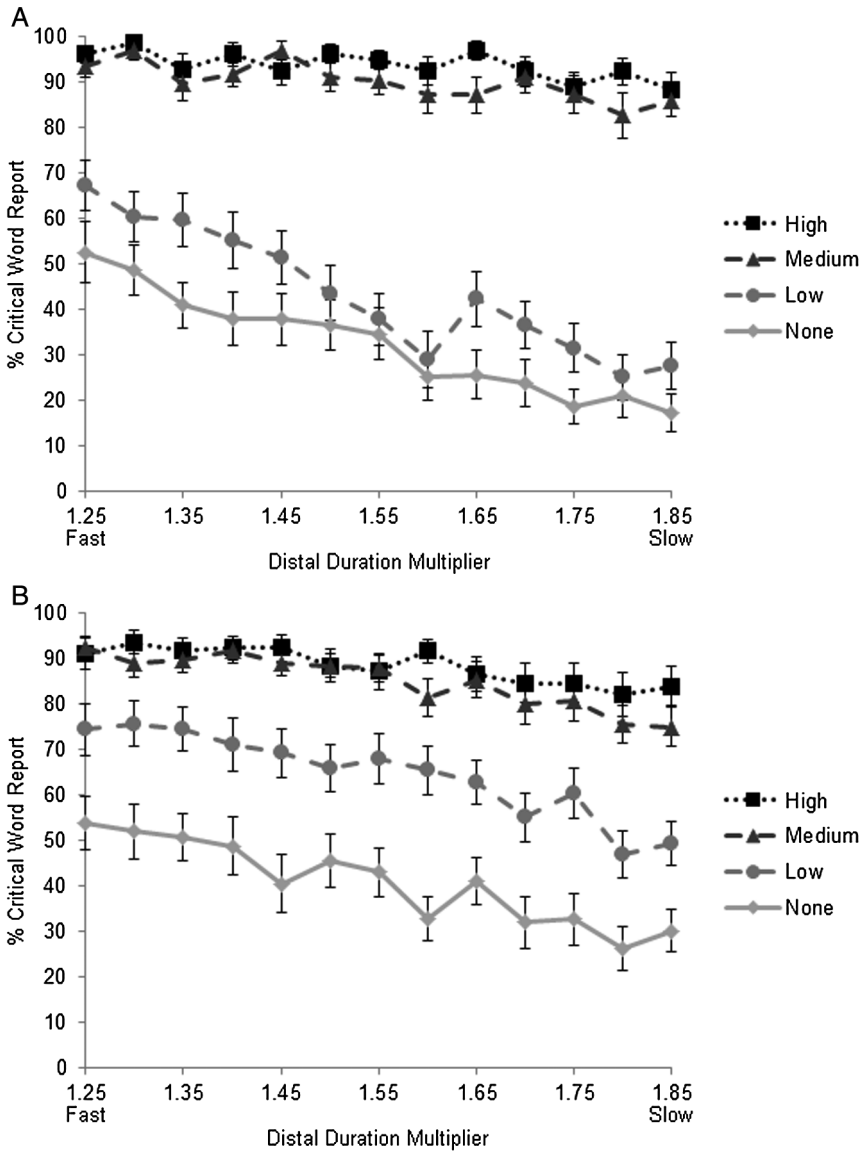 A
% Critical Word Report
100
90
80
70
60
50
40
30
20
10
0
1.25 1.35 1.45 1.55 1.65 1.75 1.85
Fast Slow
Distal Duration Multiplier
High
Medium
Low
None
B
% Critical Word Report
100
90
80
70
60
50
40
30
20
10
0
1.25 1.35 1.45 1.55 1.65 1.75 1.85
Fast Slow
Distal Duration Multiplier
High
Medium
Low
None